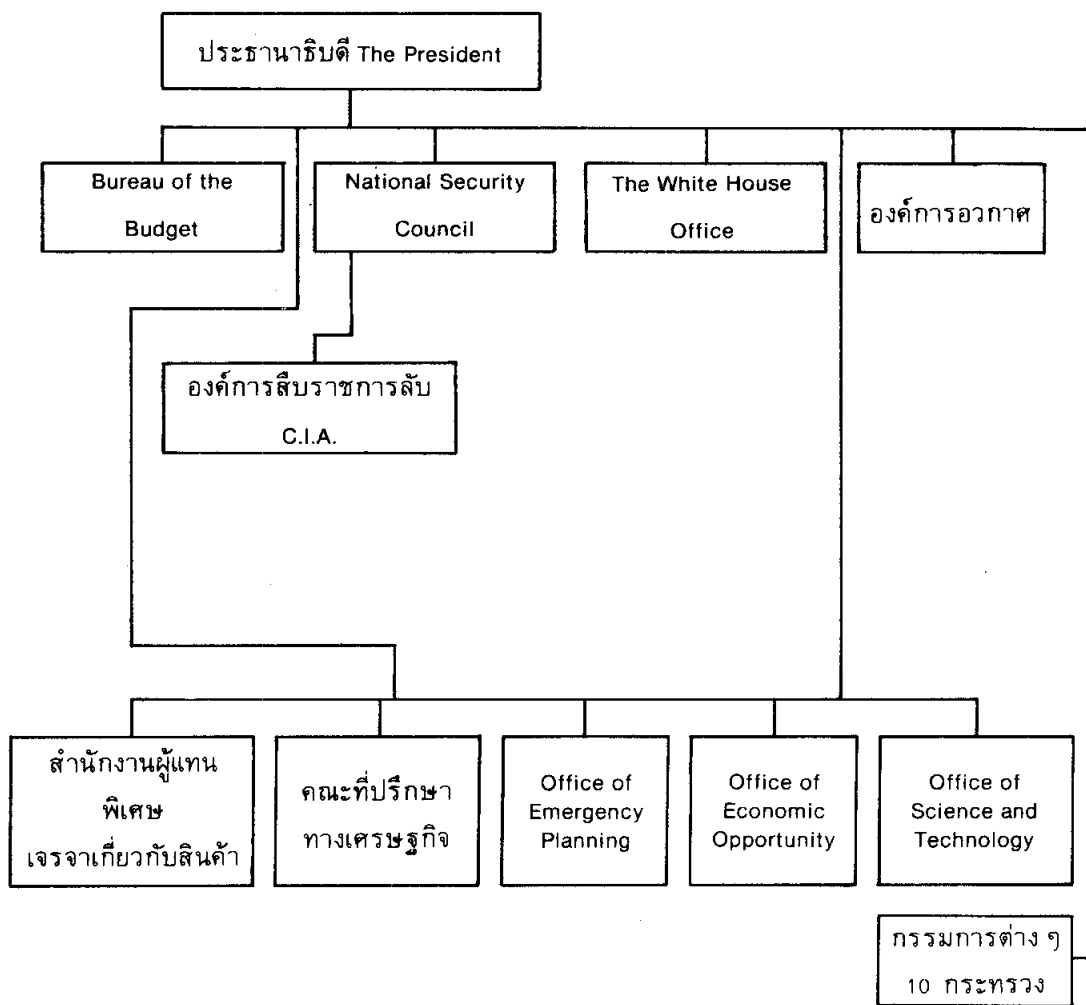 ประธานาธิบดี The President
Bureau of the
Budget
National Security
Council
The White House
Office
องค์การอวกาศ
องค์การสืบราชการลับ
C.I.A.
สำนักงานผู้แทน
พิเศษ
เจรจาเกี่ยวกับสินค้า
คณะที่ปรึกษา
ทางเศรษฐกิจ
Office of
Emergency
Planning
Office of
Economic
Opportunity
Office of
Science and
Technology
กรรมการต่าง ๆ
10 กระทรวง